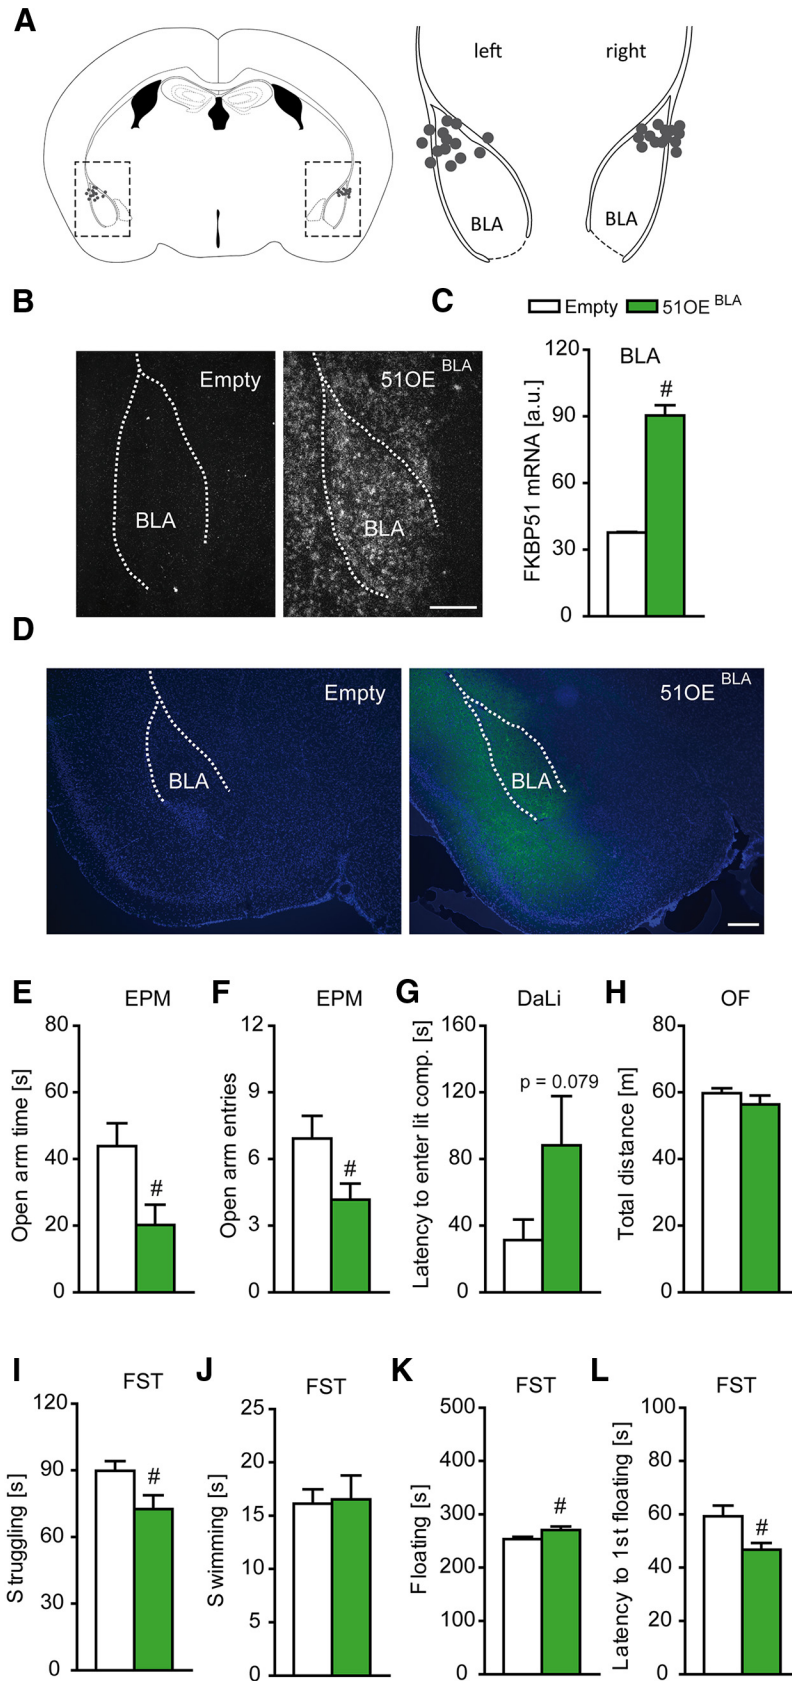 A
left
right
BLA
BLA
B
Empty
BLA
51OE BLA
BLA
C
Empty
51OE BLA
BLA
FKBP51 mRNA [a.u.]
120
90
60
30
0
#
D
Empty
BLA
51OE BLA
BLA
E
EPM
Open arm time [s]
80
60
40
20
0
#
F
EPM
Open arm entries
12
9
6
3
0
#
G
DaLi
Latency to enter lit comp. [s]
160
120
80
40
0
p = 0.079
H
OF
Total distance [m]
80
60
40
20
0
I
FST
Struggling [s]
120
90
60
30
0
#
J
FST
Swimming [s]
25
20
15
10
5
0
K
FST
Floating [s]
500
400
300
200
100
0
#
L
FST
Latency to 1st floating [s]
100
80
60
40
20
0
#